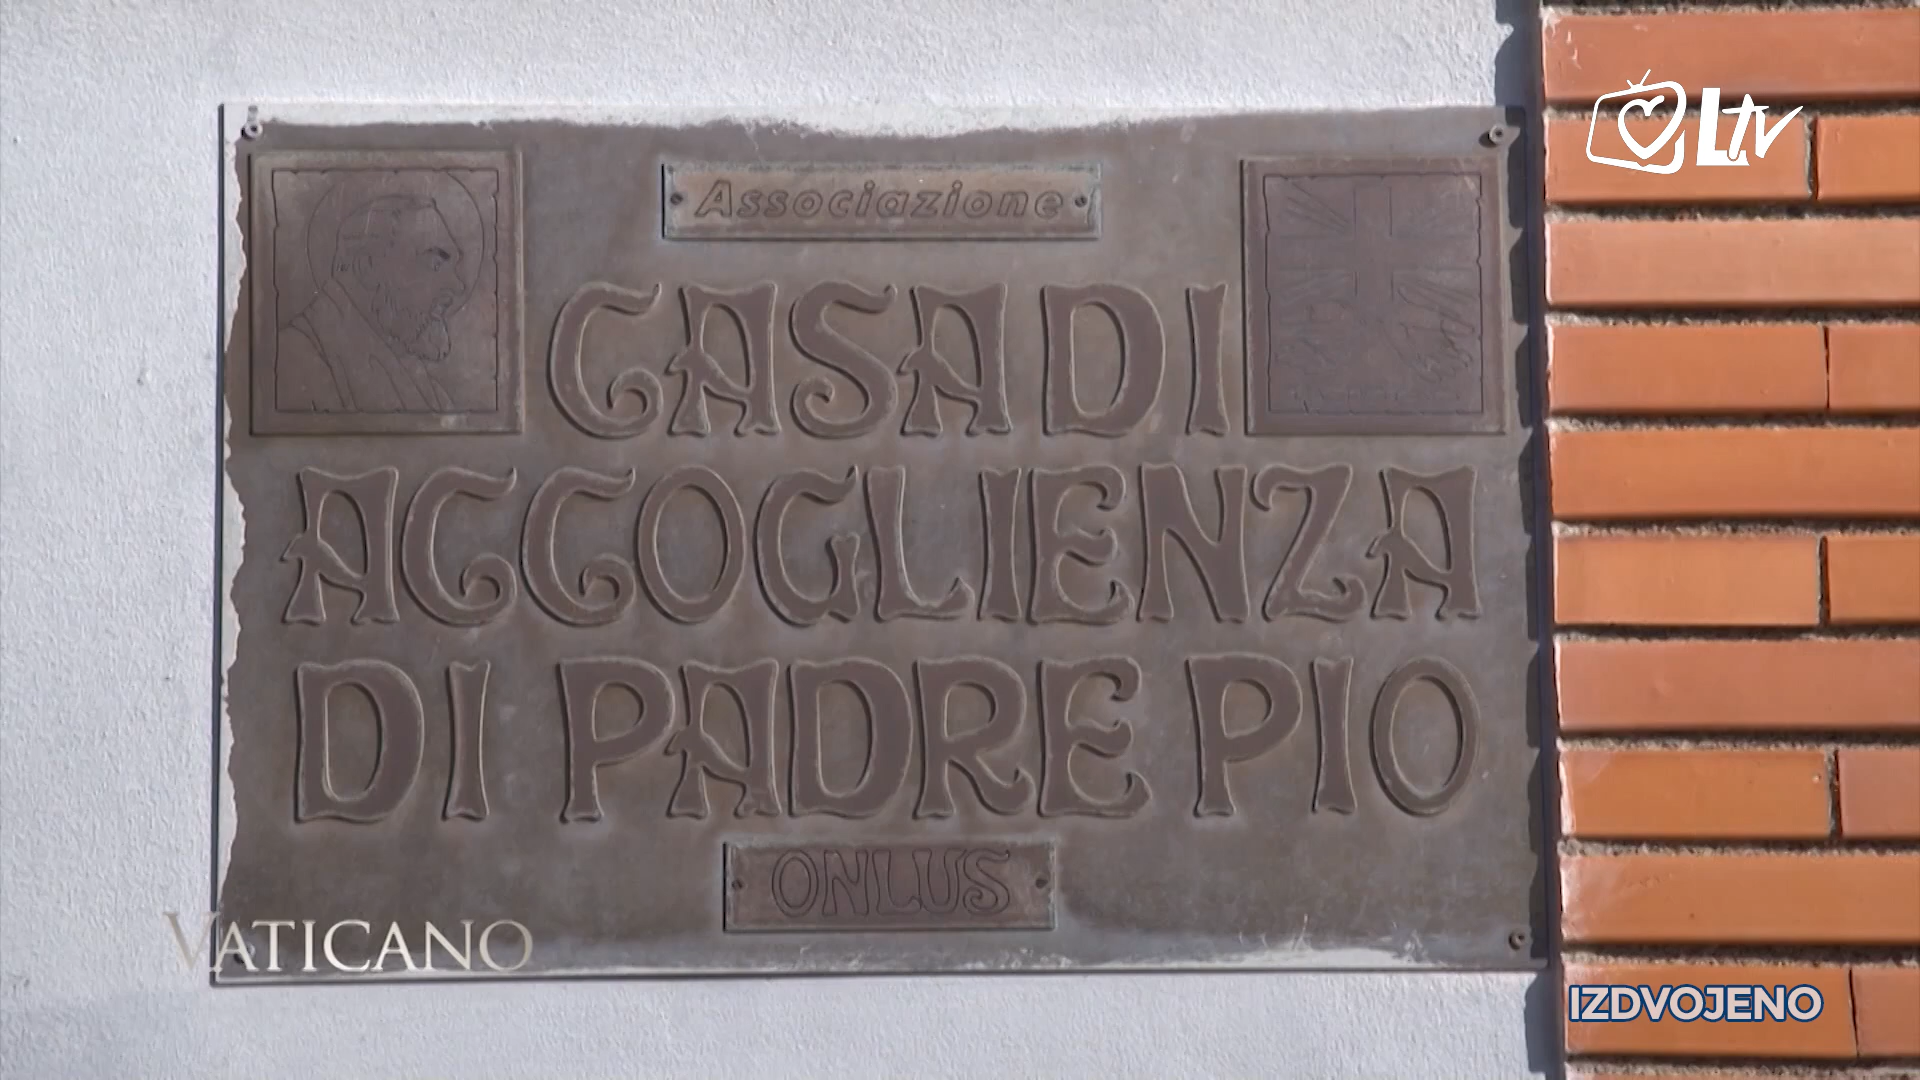 Ltv
Associazione
CASA DI
ACCOGLIENZA
DI PADRE PIO
ONLUS
VATICANO
IZDVOJENO